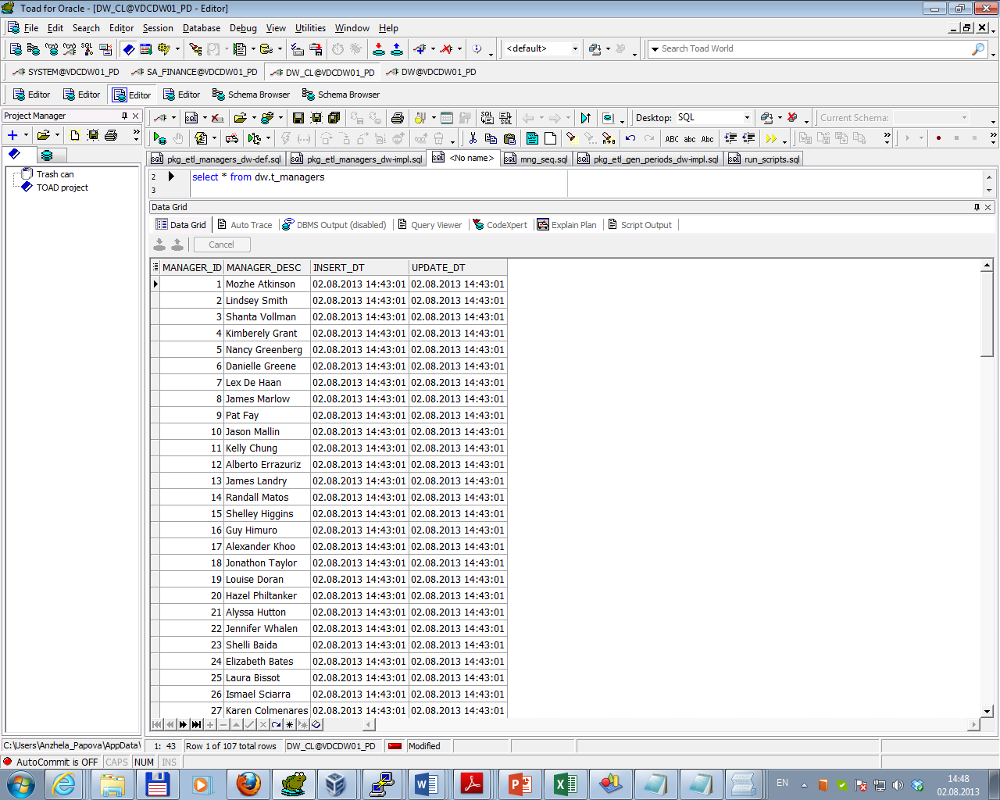 Toad for Oracle - [DW_CL@VDCDW01_PD - Editor]
File Edit Search Editor Session Database Debug View Utilities Window Help
<default> Search Toad World
SYSTEM@VDCDW01_PD SA_FINANCE@VDCDW01_PD DW_CL@VDCDW01_PD DW@VDCDW01_PD
Editor Editor Editor Editor Schema Browser Schema Browser
Project Manager
Desktop: SQL Current Schema:
ABC abc Abc
pkg_etl_managers_dw-def.sql pkg_etl_managers_dw-impl.sql <No name> mng_seq.sql pkg_etl_gen_periods_dw-impl.sql run_scripts.sql
Trash can
TOAD project
2 select * from dw.t_managers
3
Data Grid
Data Grid Auto Trace DBMS Output (disabled) Query Viewer CodeXpert Explain Plan Script Output
Cancel
MANAGER_ID MANAGER_DESC INSERT_DT UPDATE_DT
1 Mozhe Atkinson 02.08.2013 14:43:01 02.08.2013 14:43:01
2 Lindsey Smith 02.08.2013 14:43:01 02.08.2013 14:43:01
3 Shanta Vollman 02.08.2013 14:43:01 02.08.2013 14:43:01
4 Kimberely Grant 02.08.2013 14:43:01 02.08.2013 14:43:01
5 Nancy Greenberg 02.08.2013 14:43:01 02.08.2013 14:43:01
6 Danielle Greene 02.08.2013 14:43:01 02.08.2013 14:43:01
7 Lex De Haan 02.08.2013 14:43:01 02.08.2013 14:43:01
8 James Marlow 02.08.2013 14:43:01 02.08.2013 14:43:01
9 Pat Fay 02.08.2013 14:43:01 02.08.2013 14:43:01
10 Jason Mallin 02.08.2013 14:43:01 02.08.2013 14:43:01
11 Kelly Chung 02.08.2013 14:43:01 02.08.2013 14:43:01
12 Alberto Errazuriz 02.08.2013 14:43:01 02.08.2013 14:43:01
13 James Landry 02.08.2013 14:43:01 02.08.2013 14:43:01
14 Randall Matos 02.08.2013 14:43:01 02.08.2013 14:43:01
15 Shelley Higgins 02.08.2013 14:43:01 02.08.2013 14:43:01
16 Guy Himuro 02.08.2013 14:43:01 02.08.2013 14:43:01
17 Alexander Khoo 02.08.2013 14:43:01 02.08.2013 14:43:01
18 Jonathon Taylor 02.08.2013 14:43:01 02.08.2013 14:43:01
19 Louise Doran 02.08.2013 14:43:01 02.08.2013 14:43:01
20 Hazel Philtanker 02.08.2013 14:43:01 02.08.2013 14:43:01
21 Alyssa Hutton 02.08.2013 14:43:01 02.08.2013 14:43:01
22 Jennifer Whalen 02.08.2013 14:43:01 02.08.2013 14:43:01
23 Shelli Baida 02.08.2013 14:43:01 02.08.2013 14:43:01
24 Elizabeth Bates 02.08.2013 14:43:01 02.08.2013 14:43:01
25 Laura Bissot 02.08.2013 14:43:01 02.08.2013 14:43:01
26 Ismael Sciarra 02.08.2013 14:43:01 02.08.2013 14:43:01
27 Karen Colmenares 02.08.2013 14:43:01 02.08.2013 14:43:01
C:\Users\Anzhela_Papova\AppData\ 1: 43 Row 1 of 107 total rows DW_CL@VDCDW01_PD Modified
AutoCommit is OFF CAPS NUM INS
EN 14:48
02.08.2013